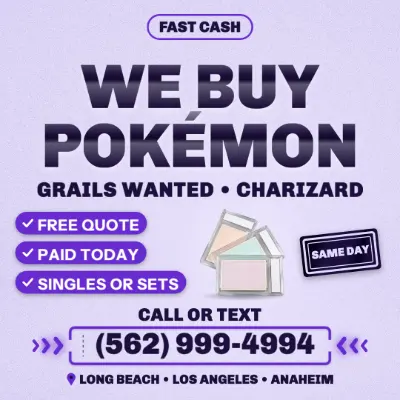 FAST CASH
WE BUY
POKÉMON
GRAILS WANTED • CHARIZARD
FREE QUOTE
PAID TODAY
SINGLES OR SETS
SAME DAY
CALL OR TEXT
(562) 999-4994
LONG BEACH • LOS ANGELES • ANAHEIM